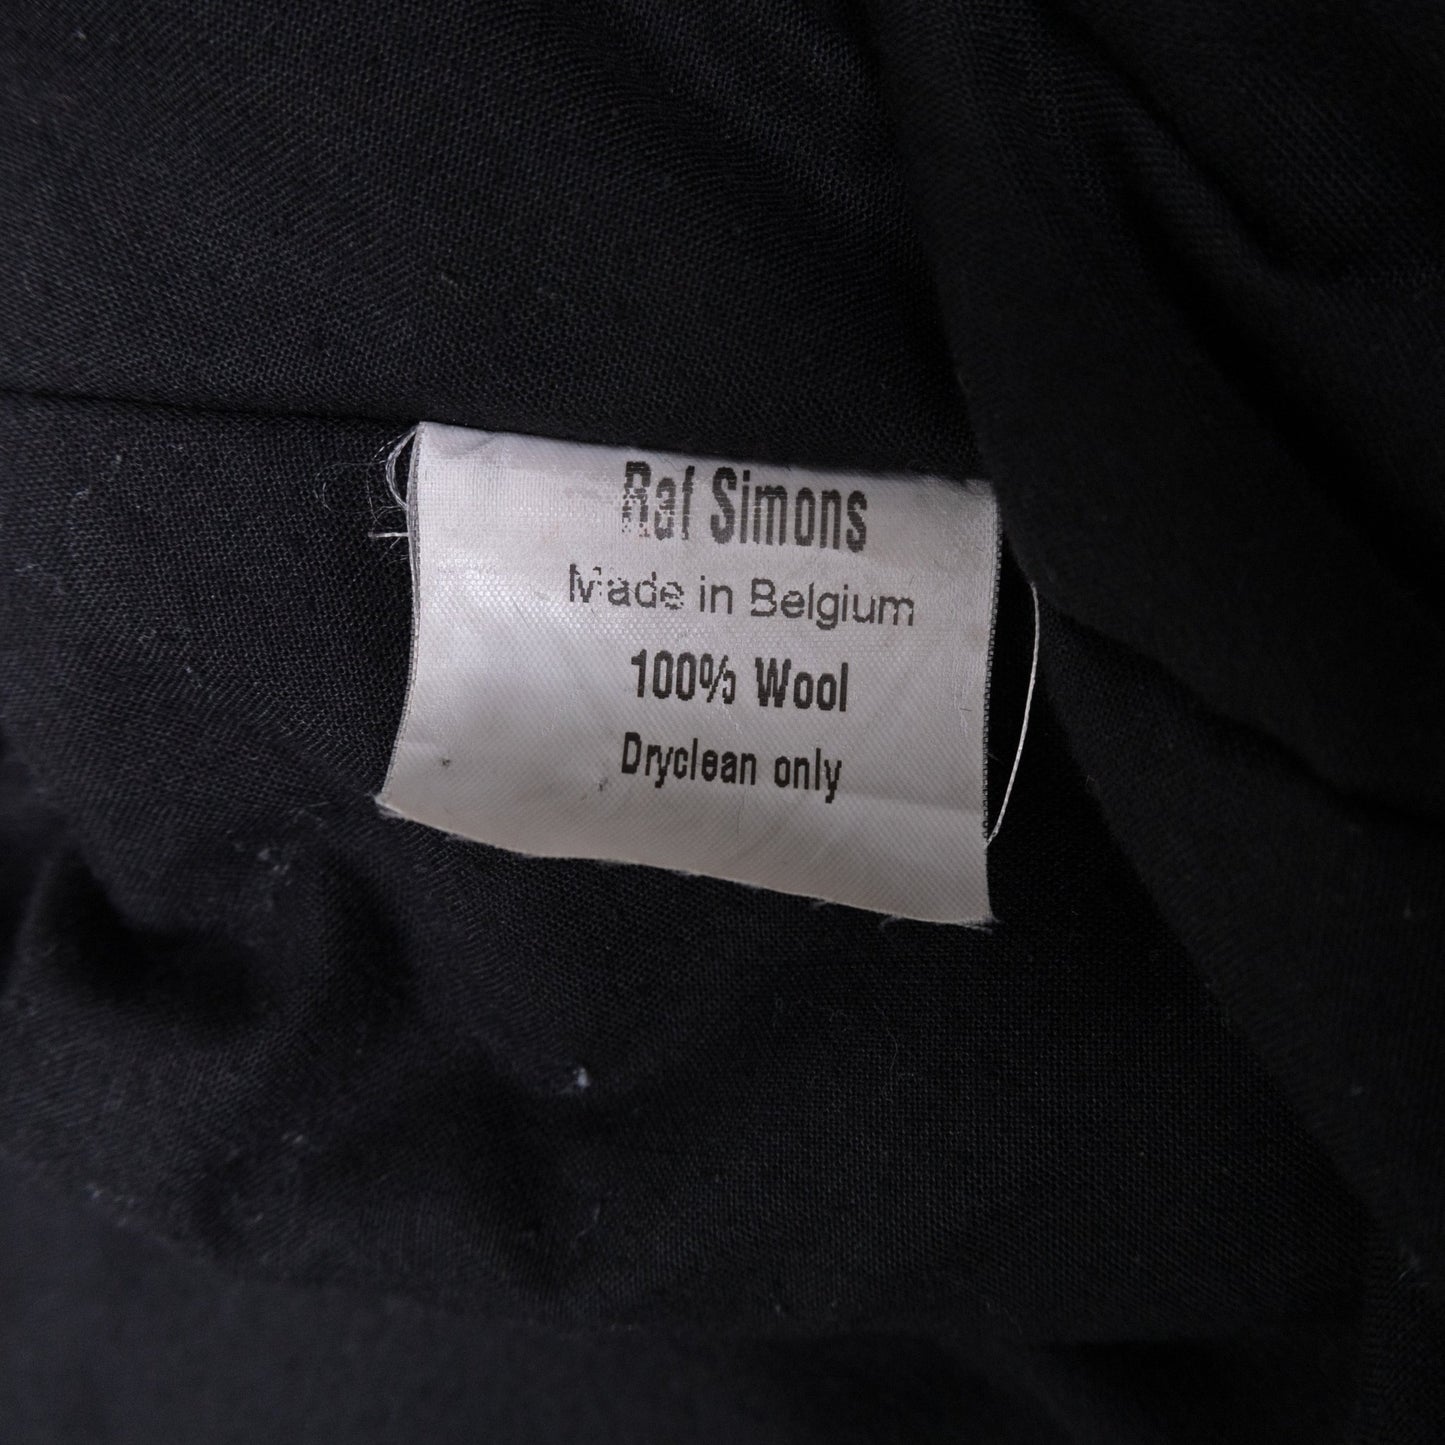 Raf Simons
Made in Belgium
100% Wool
Dryclean only